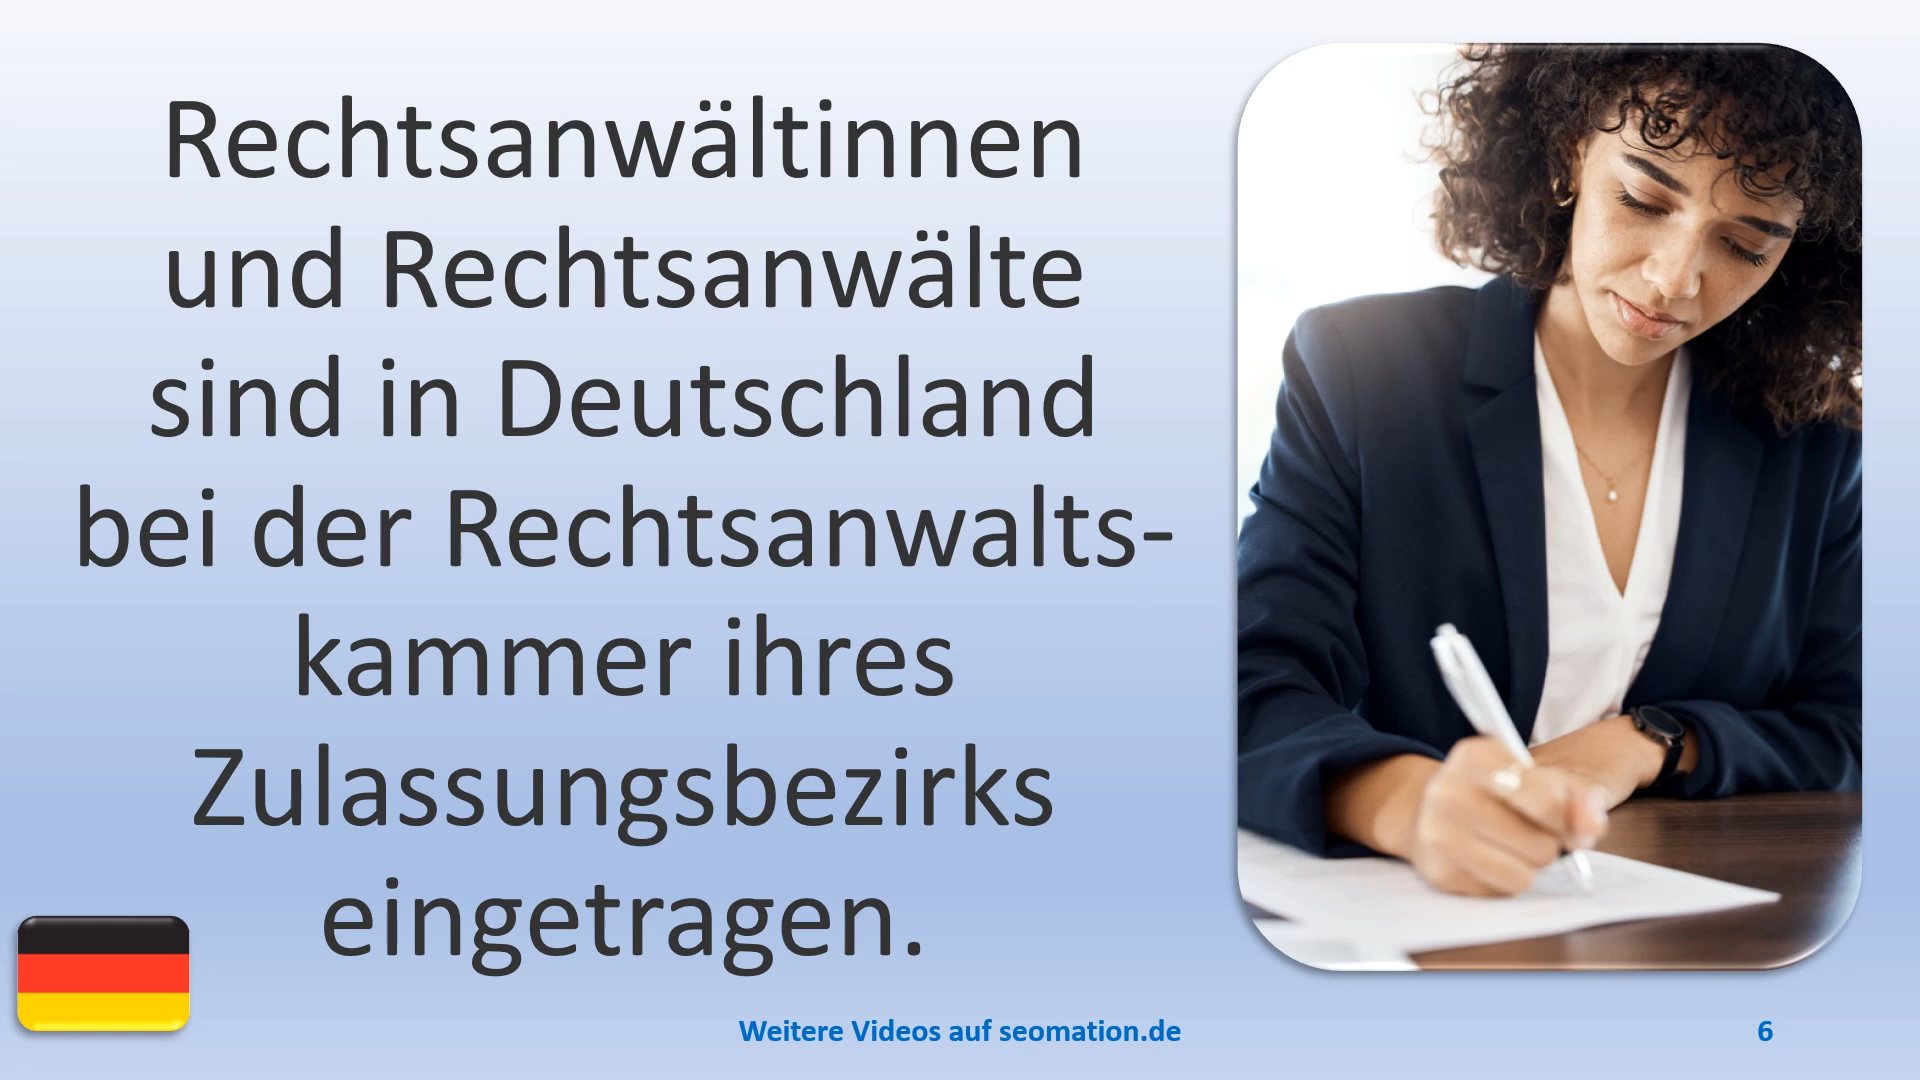 Rechtsanwältinnen
und Rechtsanwälte
sind in Deutschland
bei der Rechtsanwalts-
kammer ihres
Zulassungsbezirks
eingetragen.
Weitere Videos auf seomation.de
6